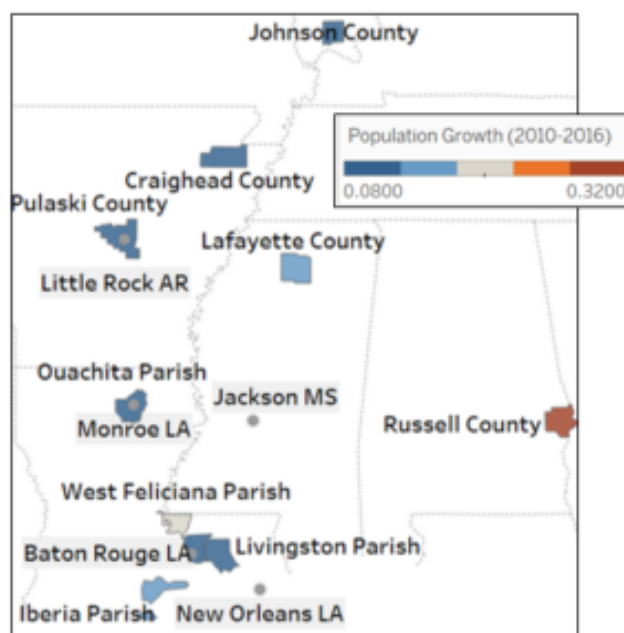 Johnson County
Population Growth (2010-2016)
0.0800 0.3200
Craighead County
Pulaski County
Lafayette County
Little Rock AR
Ouachita Parish
Jackson MS
Monroe LA
Russell County
West Feliciana Parish
Baton Rouge LA
Livingston Parish
Iberia Parish
New Orleans LA